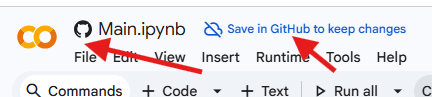 Main.ipynb Save in GitHub to keep changes
File Edit View Insert Runtime Tools Help
Commands + Code + Text Run all